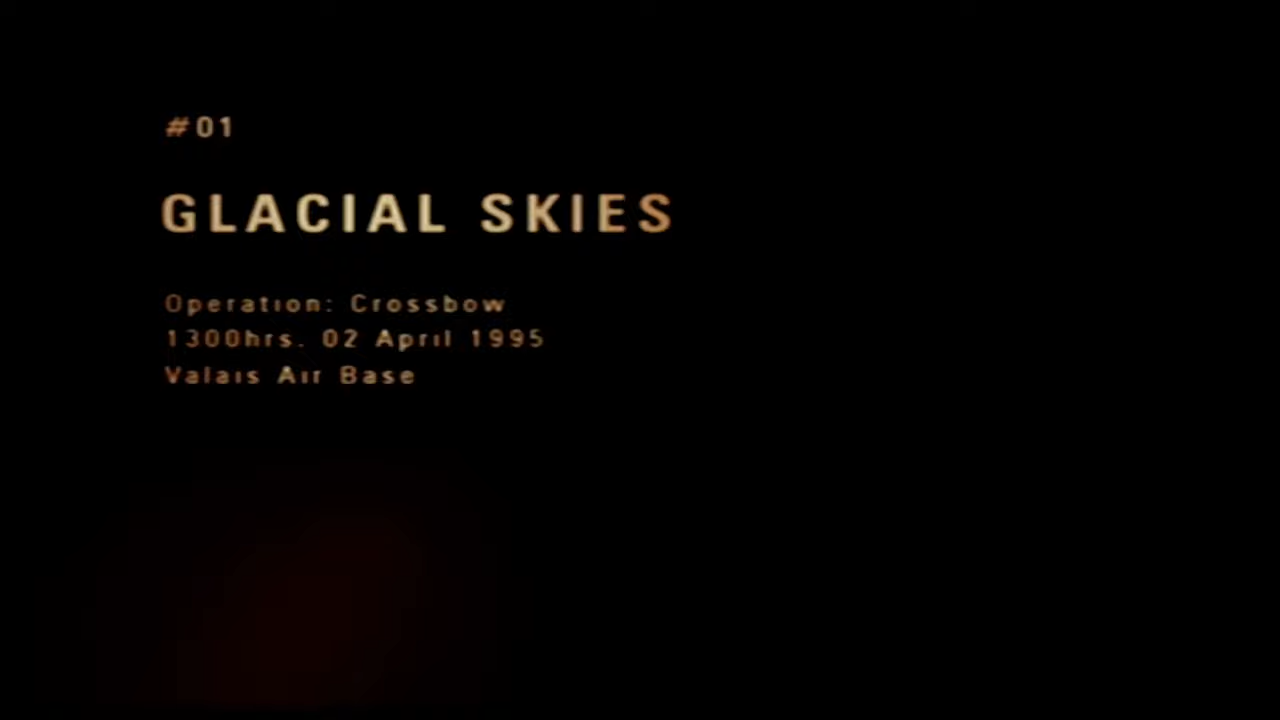 #01
GLACIAL SKIES
Operation: Crossbow
1300hrs. 02 April 1995
Valais Air Base